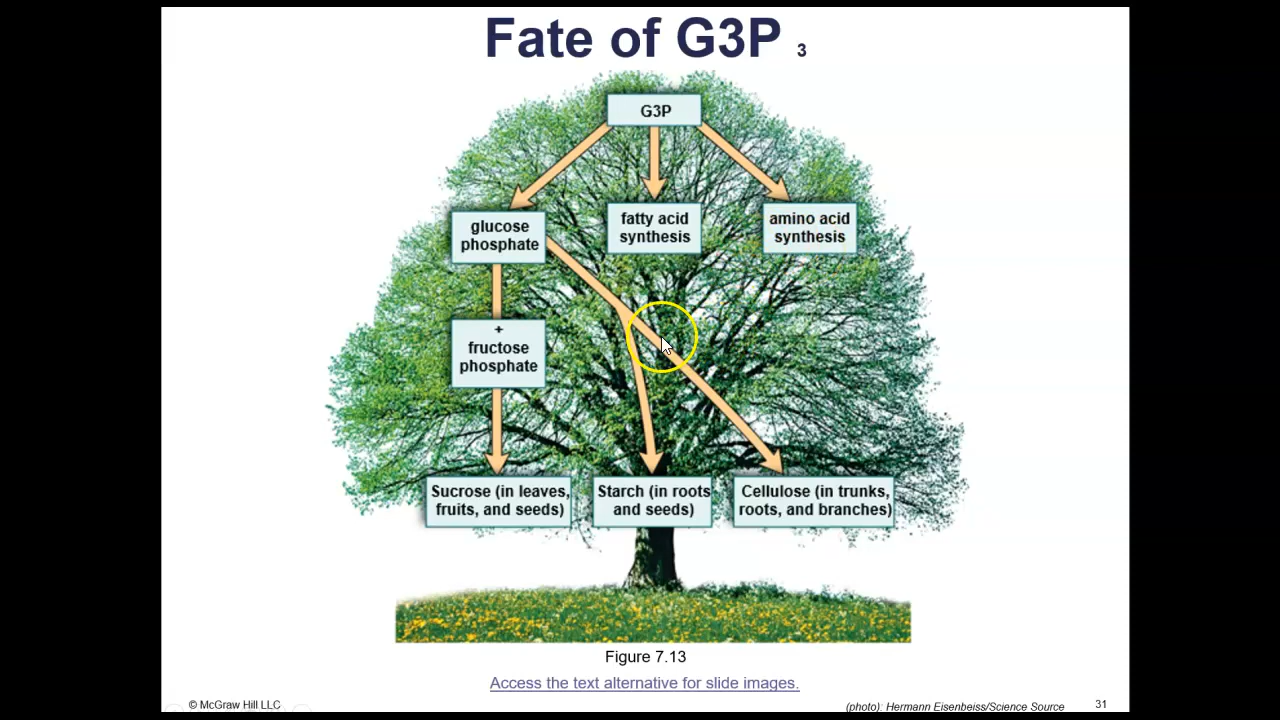 Fate of G3P 3
G3P
glucose
phosphate
fatty acid
synthesis
amino acid
synthesis
+
fructose
phosphate
Sucrose (in leaves,
fruits, and seeds)
Starch (in roots
and seeds)
Cellulose (in trunks,
roots, and branches)
Figure 7.13
Access the text alternative for slide images.
© McGraw Hill LLC
(photo): Hermann Eisenbeiss/Science Source
31